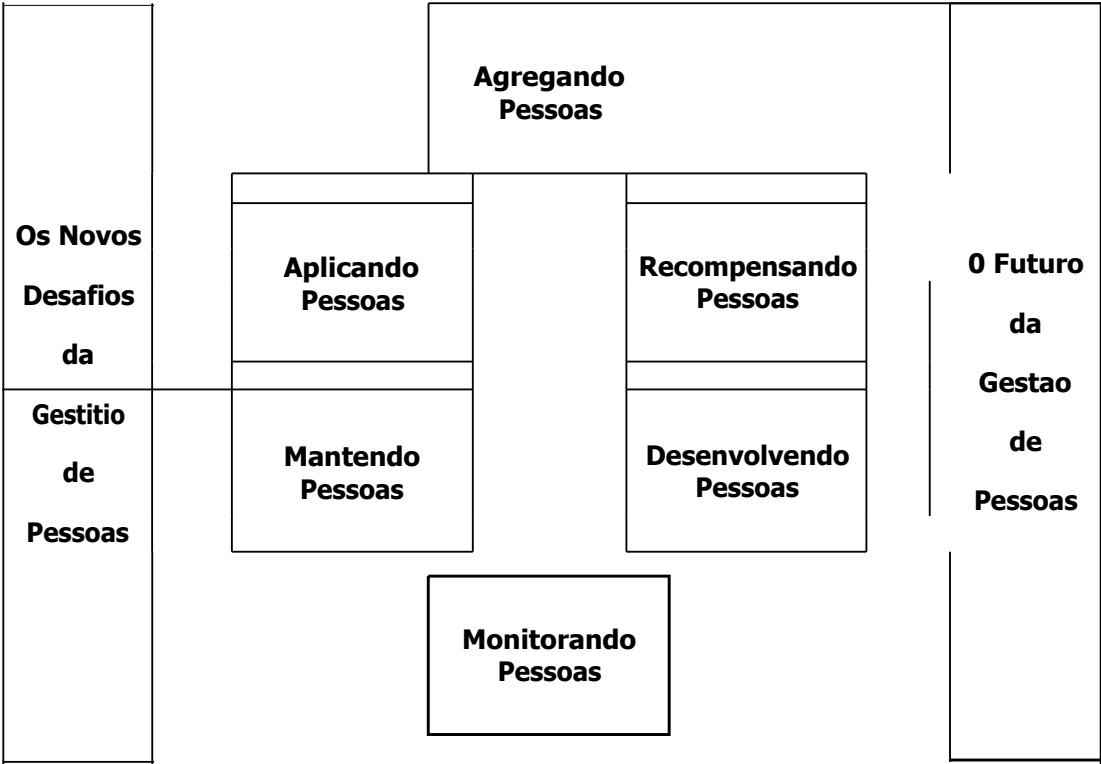 Agregando
Pessoas
Os Novos
Desafios
da
Gestitio
de
Pessoas
Aplicando
Pessoas
Recompensando
Pessoas
Mantendo
Pessoas
Desenvolvendo
Pessoas
Monitorando
Pessoas
0 Futuro
da
Gestao
de
Pessoas